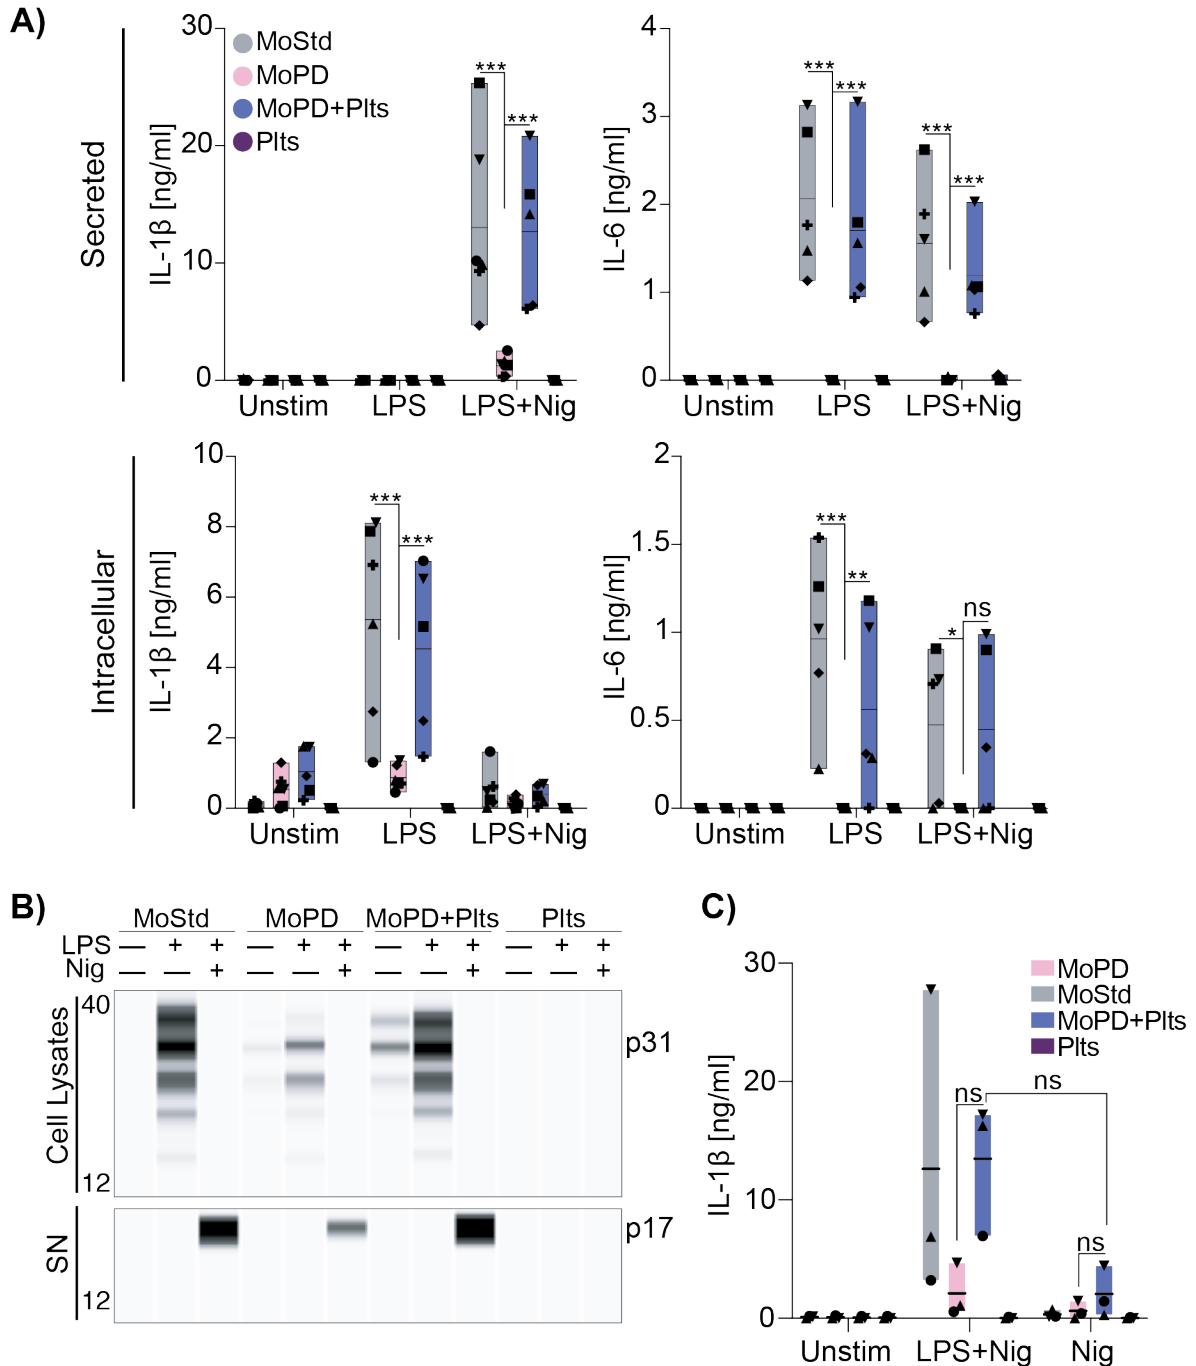 A)
Secreted
IL-1β [ng/ml]
30
20
10
0
MoStd
MoPD
MoPD+Plts
Plts
***
***
Unstim
LPS
LPS+Nig
IL-6 [ng/ml]
4
3
2
1
0
***
***
***
***
Unstim
LPS
LPS+Nig
Intracellular
IL-1β [ng/ml]
10
8
6
4
2
0
***
***
Unstim
LPS
LPS+Nig
IL-6 [ng/ml]
2
1.5
1
0.5
0
***
**
*
ns
Unstim
LPS
LPS+Nig
B)
MoStd MoPD MoPD+Plts Plts
LPS — + + — + + — + + — + +
Nig — — + — — + — — + — — +
Cell Lysates
40
12
p31
SN
12
p17
C)
IL-1β [ng/ml]
30
20
10
0
MoPD
MoStd
MoPD+Plts
Plts
ns
ns
ns
Unstim
LPS+Nig
Nig